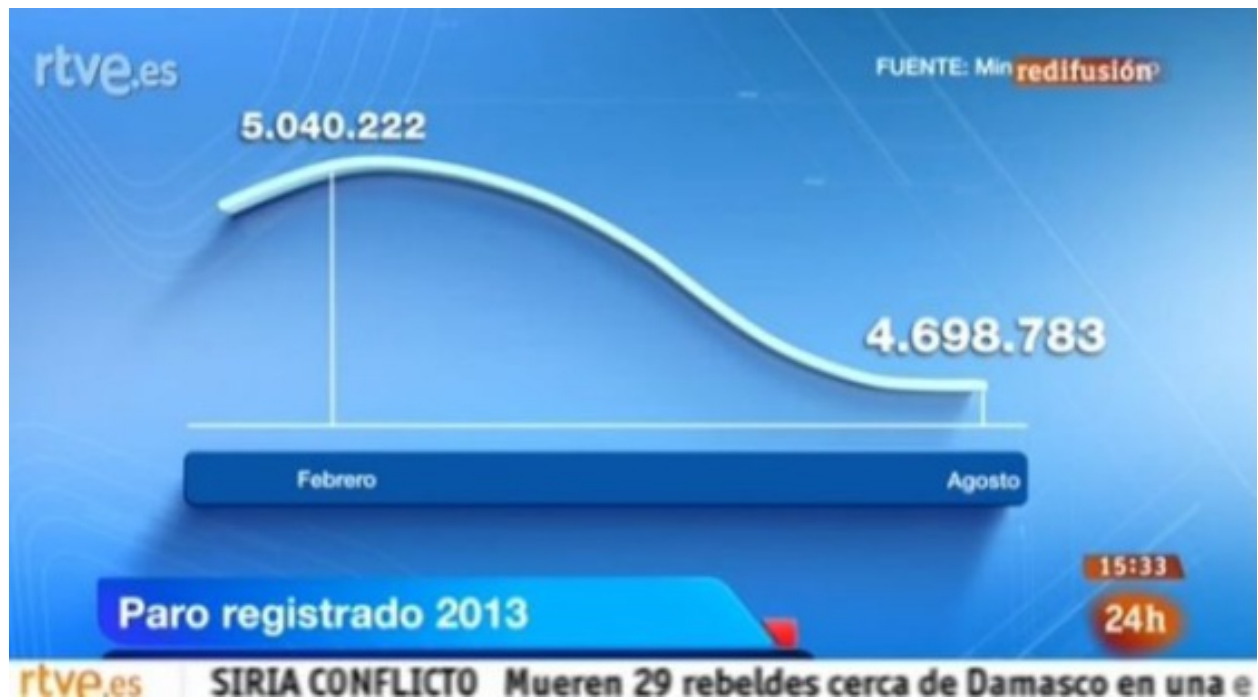 rtve.es
FUENTE: Min redifusión
5.040.222
4.698.783
Febrero
Agosto
15:33
Paro registrado 2013
24h
rtve.es SIRIA CONFLICTO Mueren 29 rebeldes cerca de Damasco en una